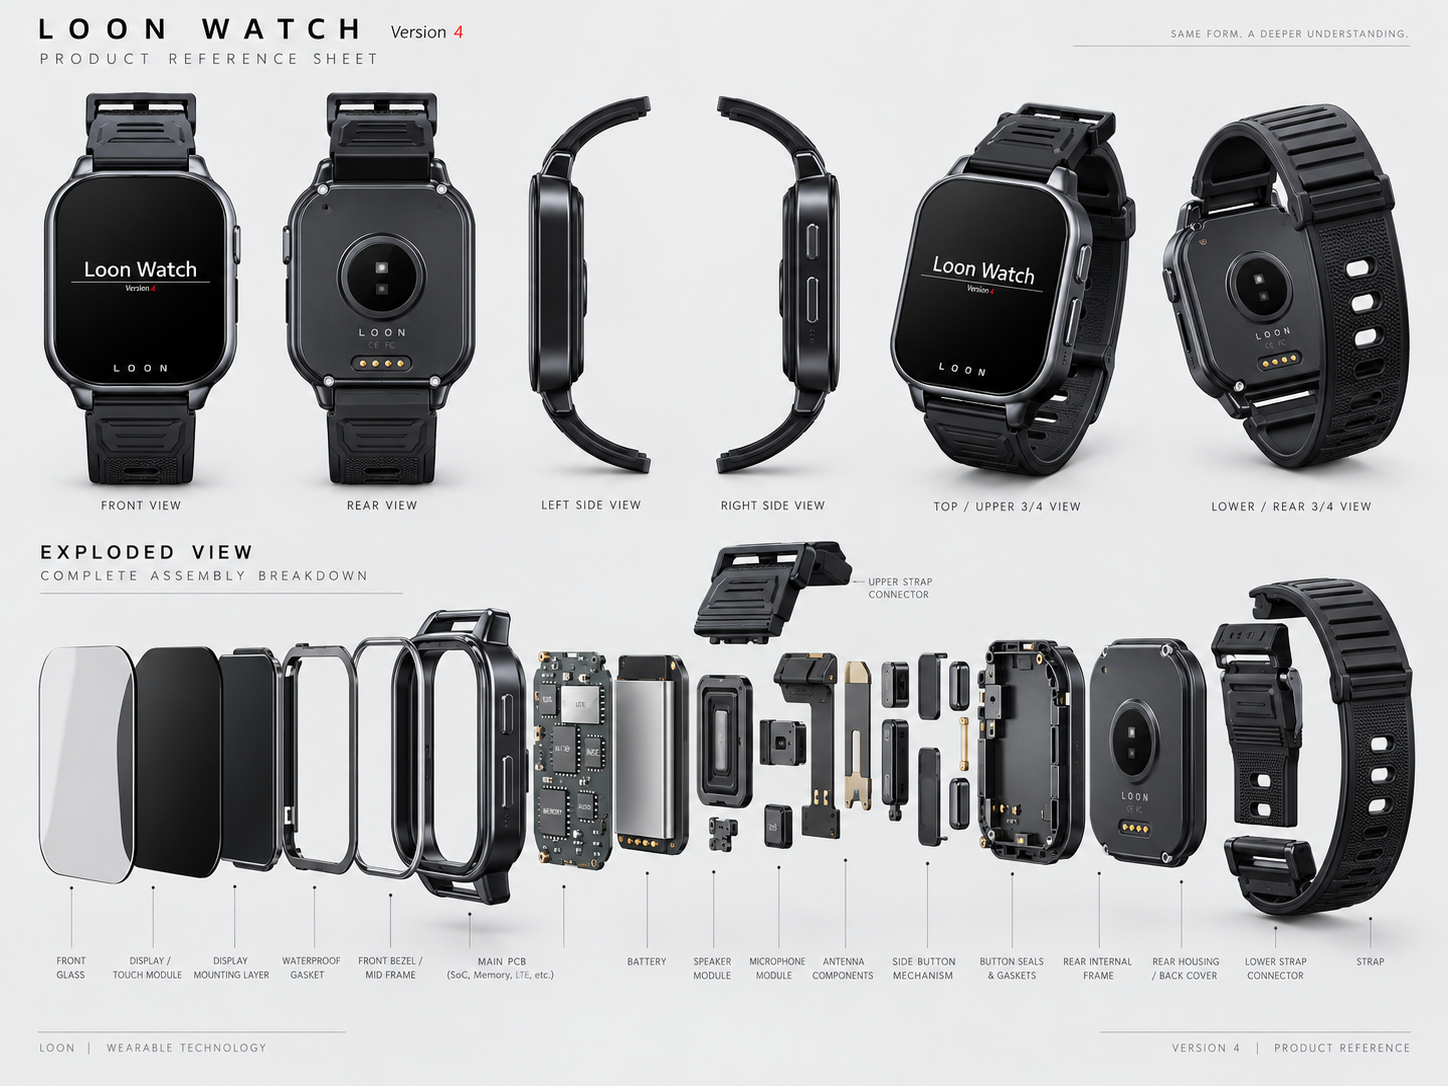 LOON WATCH Version 4
PRODUCT REFERENCE SHEET
SAME FORM. A DEEPER UNDERSTANDING.
Loon Watch
Version 4
LOON
LOON
CE FC
Loon Watch
Version 4
LOON
LOON
CE FC
FRONT VIEW
REAR VIEW
LEFT SIDE VIEW
RIGHT SIDE VIEW
TOP / UPPER 3/4 VIEW
LOWER / REAR 3/4 VIEW
EXPLODED VIEW
COMPLETE ASSEMBLY BREAKDOWN
UPPER STRAP
CONNECTOR
LTE
MEMORY
LOON
CE FC
FRONT
GLASS
DISPLAY /
TOUCH MODULE
DISPLAY
MOUNTING LAYER
WATERPROOF
GASKET
FRONT BEZEL /
MID FRAME
MAIN PCB
(SoC, Memory, LTE, etc.)
BATTERY
SPEAKER
MODULE
MICROPHONE
MODULE
ANTENNA
COMPONENTS
SIDE BUTTON
MECHANISM
BUTTON SEALS
& GASKETS
REAR INTERNAL
FRAME
REAR HOUSING
/ BACK COVER
LOWER STRAP
CONNECTOR
STRAP
LOON | WEARABLE TECHNOLOGY
VERSION 4 | PRODUCT REFERENCE